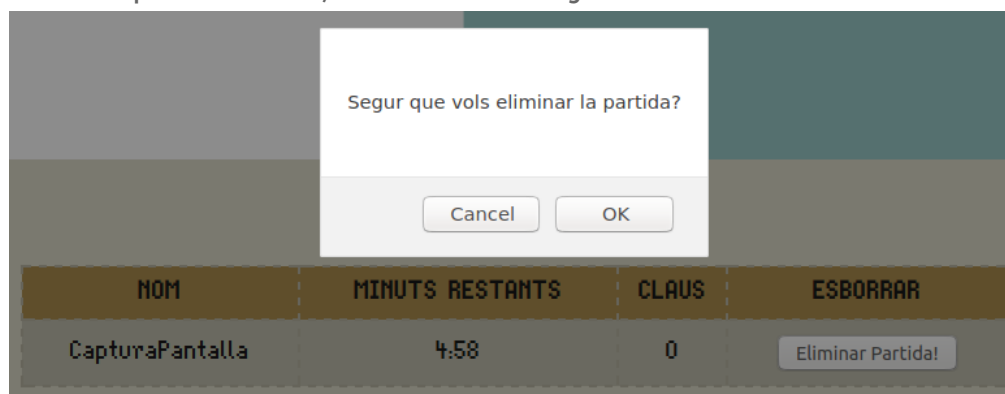 Segur que vols eliminar la partida?
Cancel OK
NOM MINUTS RESTANTS CLAUS ESBORRAR
CapturaPantalla 4:58 0 Eliminar Partida!